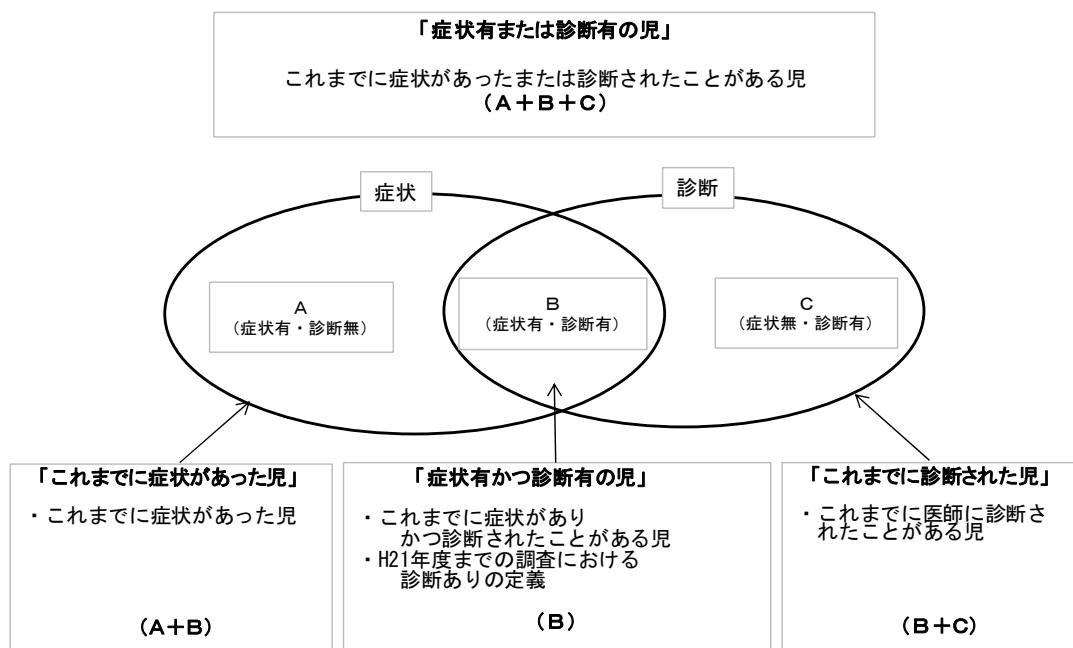 「症状有または診断有の児」
これまでに症状があったまたは診断されたことがある児
(A+B+C)
症状
診断
A
(症状有・診断無)
B
(症状有・診断有)
C
(症状無・診断有)
「これまでに症状があった児」
・これまでに症状があった児
(A+B)
「症状有かつ診断有の児」
・これまでに症状があり
かつ診断されたことがある児
・H21年度までの調査における
診断ありの定義
(B)
「これまでに診断された児」
・これまでに医師に診断さ
れたことがある児
(B+C)